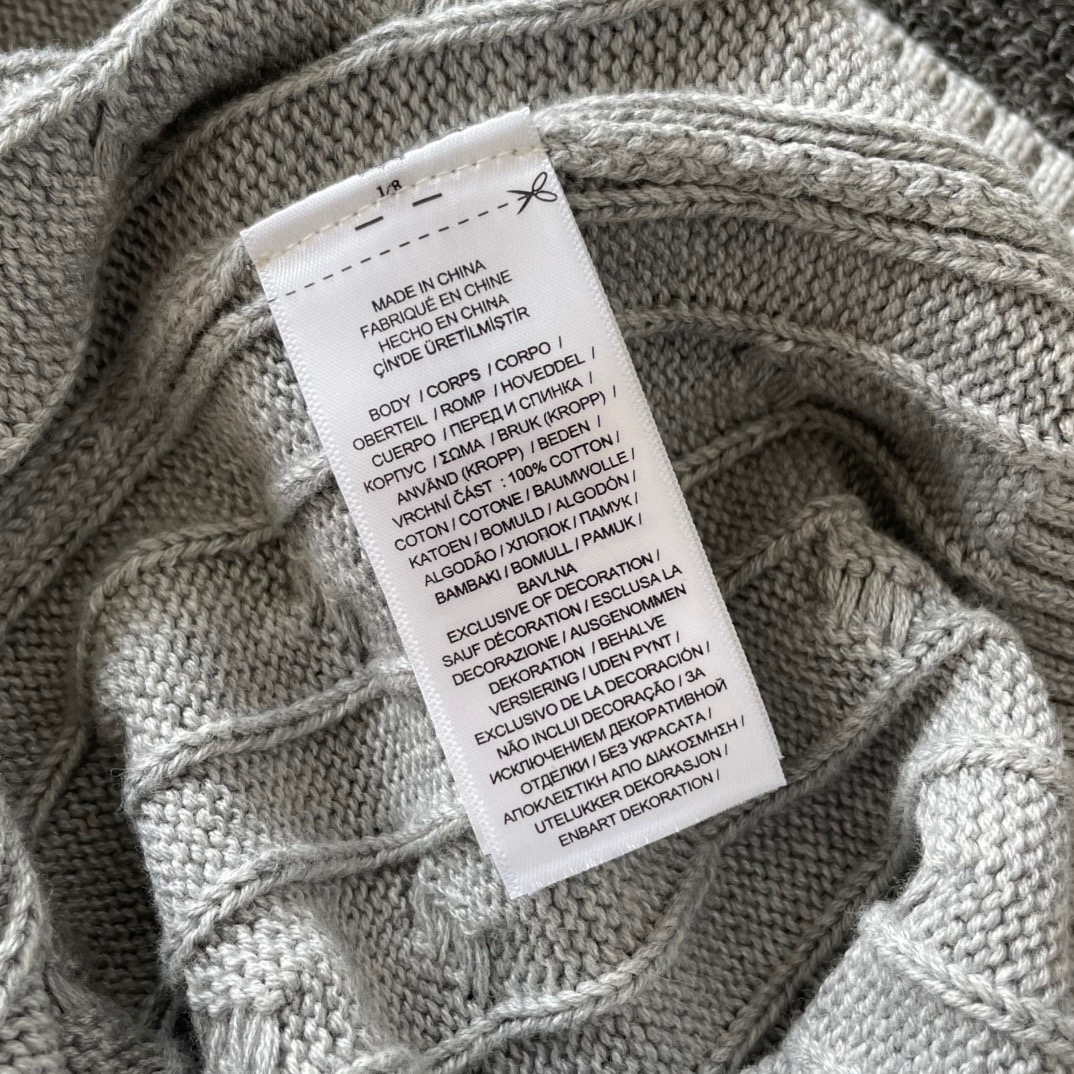 1/8
MADE IN CHINA
FABRIQUÉ EN CHINE
HECHO EN CHINA
ÇİN'DE ÜRETİLMİŞTİR
BODY / CORPS / CORPO /
OBERTEIL / ROMP / HOVEDDEL /
CUERPO / ПЕРЕД И СПИНКА /
КОРПУС / ΣΩΜΑ / BRUK (KROPP) /
ANVÄND (KROPP) / BEDEN /
VRCHNÍ ČÁST : 100% COTTON /
COTON / COTONE / BAUMWOLLE /
KATOEN / BOMULD / ALGODÓN /
ALGODÃO / ХЛОПОК / ПАМУК /
BAMBAKI / BOMULL / PAMUK /
BAVLNA
EXCLUSIVE OF DECORATION /
SAUF DÉCORATION / ESCLUSA LA
DECORAZIONE / AUSGENOMMEN
DEKORATION / BEHALVE
VERSIERING / UDEN PYNT /
EXCLUSIVO DE LA DECORACIÓN /
NÃO INCLUI DECORAÇÃO / ЗА
ИСКЛЮЧЕНИЕМ ДЕКОРАТИВНОЙ
ОТДЕЛКИ / БЕЗ УКРАСАТА /
ΑΠΟΚΛΕΙΣΤΙΚΗ ΑΠΟ ΔΙΑΚΟΣΜΗΣΗ /
UTELUKKER DEKORASJON /
ENBART DEKORATION /